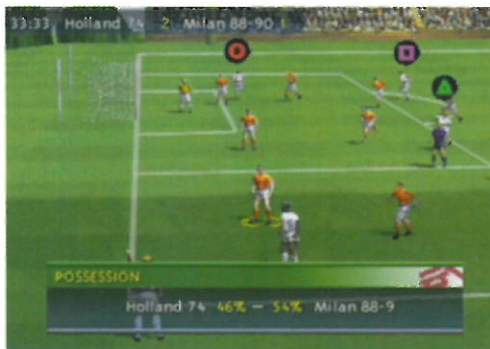 33:33 Holland 74 2 Milan 88-90 1
POSSESSION
Holland 74 46% – 54% Milan 88-9